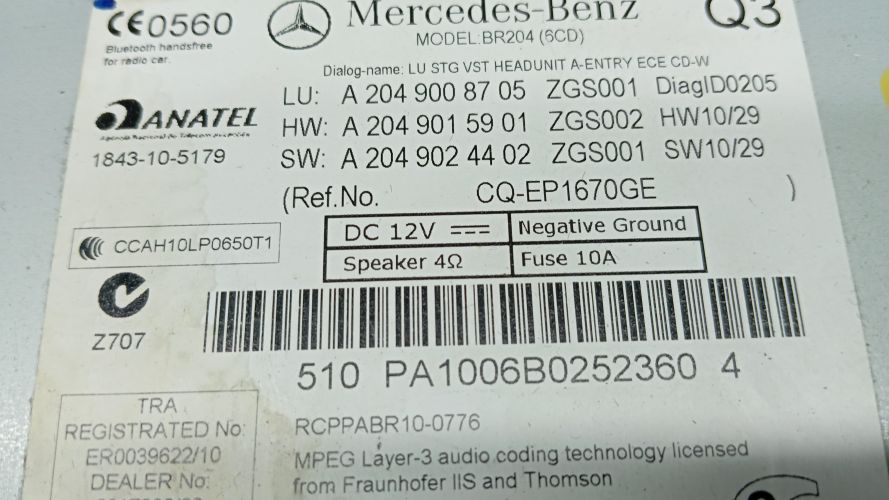 CE0560
Bluetooth handsfree
for radio car.
Mercedes-Benz Q3
MODEL:BR204 (6CD)
Dialog-name: LU STG VST HEADUNIT A-ENTRY ECE CD-W
LU: A 204 900 87 05 ZGS001 DiagID0205
HW: A 204 901 59 01 ZGS002 HW10/29
SW: A 204 902 44 02 ZGS001 SW10/29
(Ref.No. CQ-EP1670GE )
ANATEL
1843-10-5179
DC 12V Negative Ground
Speaker 4Ω Fuse 10A
CCAH10LP0650T1
Z707
510 PA1006B0252360 4
TRA
REGISTRATED No:
ER0039622/10
DEALER No:
RCPPABR10-0776
MPEG Layer-3 audio coding technology licensed
from Fraunhofer IIS and Thomson